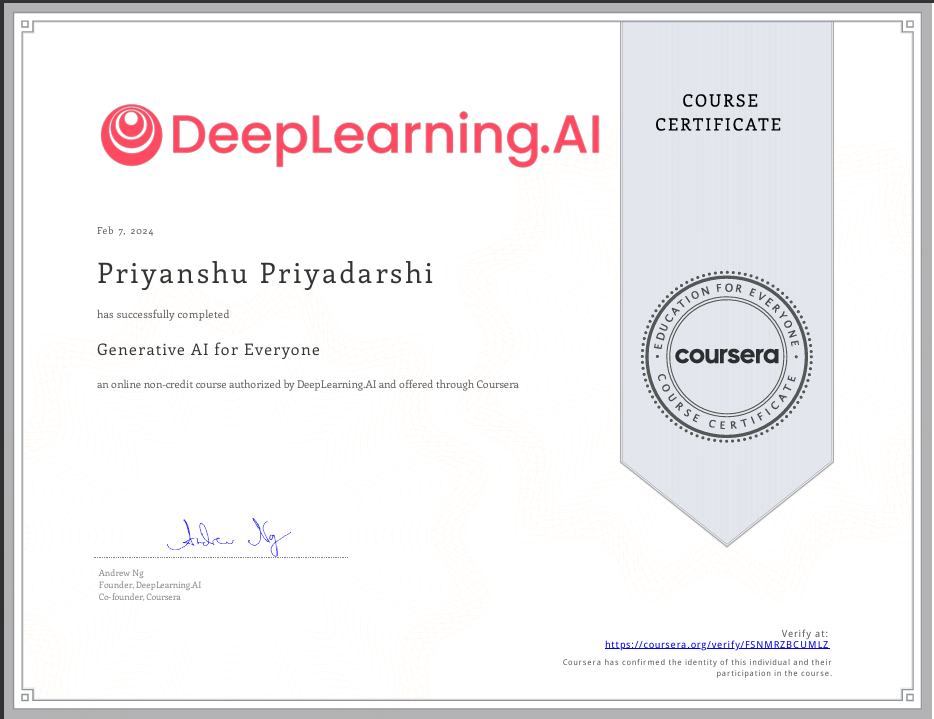 DeepLearning.AI
COURSE
CERTIFICATE
Feb 7, 2024
Priyanshu Priyadarshi
has successfully completed
Generative AI for Everyone
an online non-credit course authorized by DeepLearning.AI and offered through Coursera
EDUCATION FOR EVERYONE
coursera
COURSE CERTIFICATE
Andrew Ng
Andrew Ng
Founder, DeepLearning.AI
Co-founder, Coursera
Verify at:
https://coursera.org/verify/FSNMRZBCUMLZ
Coursera has confirmed the identity of this individual and their
participation in the course.